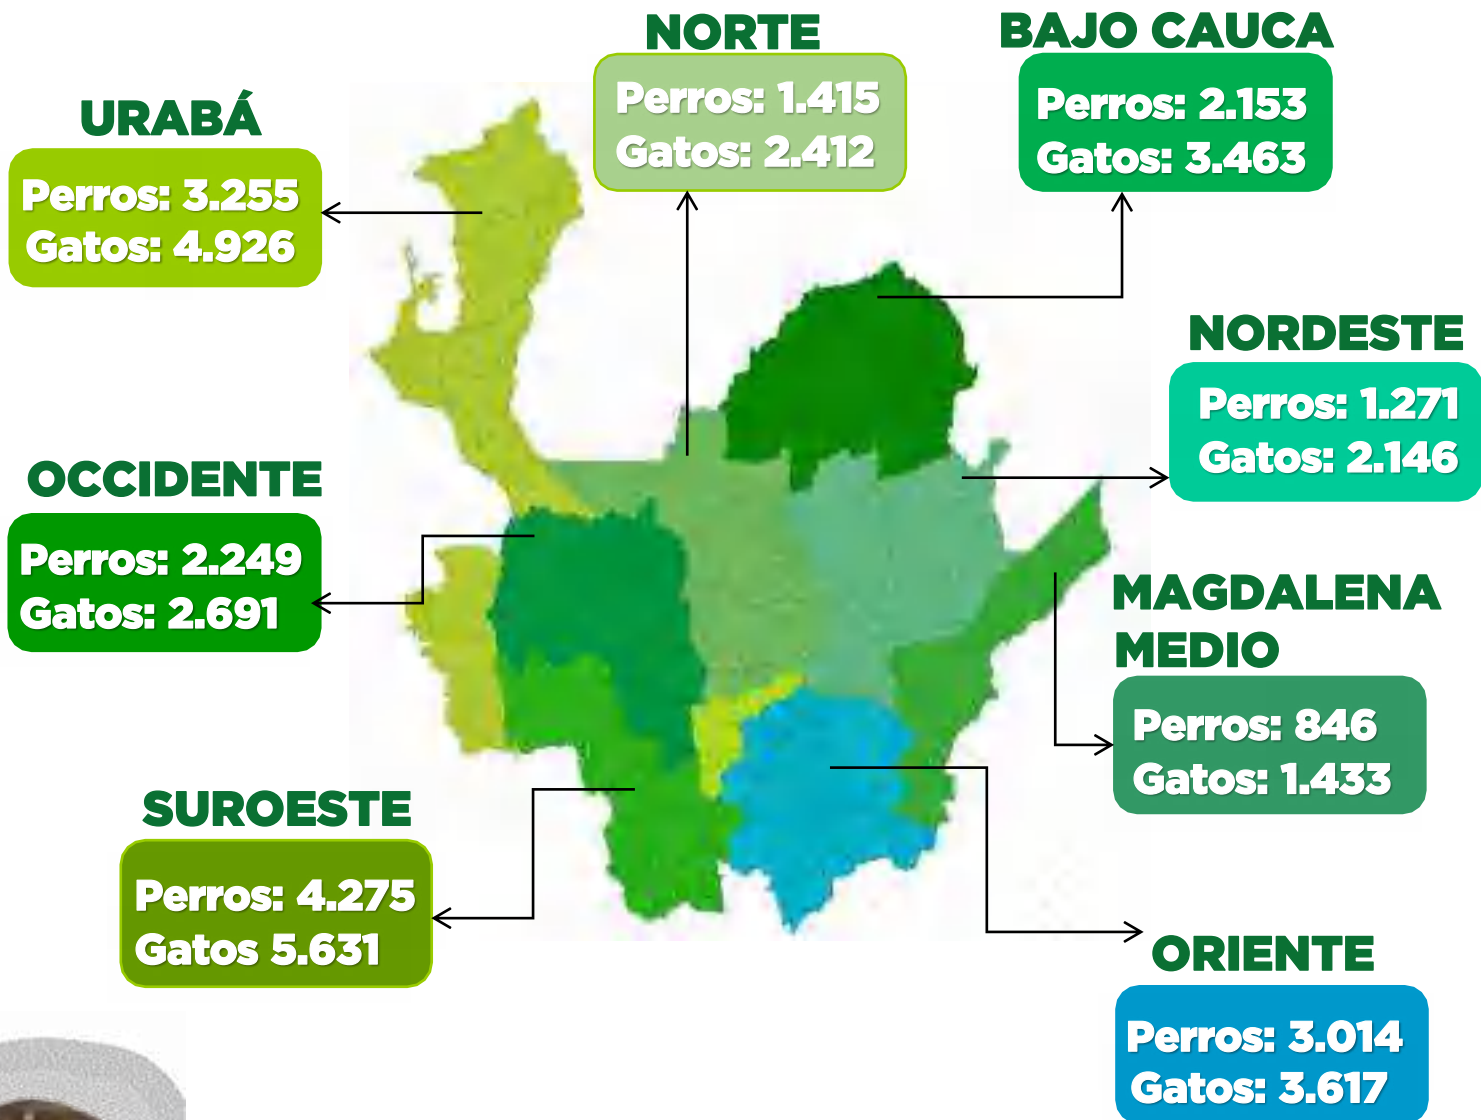 NORTE
Perros: 1.415
Gatos: 2.412
BAJO CAUCA
Perros: 2.153
Gatos: 3.463
URABÁ
Perros: 3.255
Gatos: 4.926
NORDESTE
Perros: 1.271
Gatos: 2.146
OCCIDENTE
Perros: 2.249
Gatos: 2.691
MAGDALENA
MEDIO
Perros: 846
Gatos: 1.433
SUROESTE
Perros: 4.275
Gatos 5.631
ORIENTE
Perros: 3.014
Gatos: 3.617